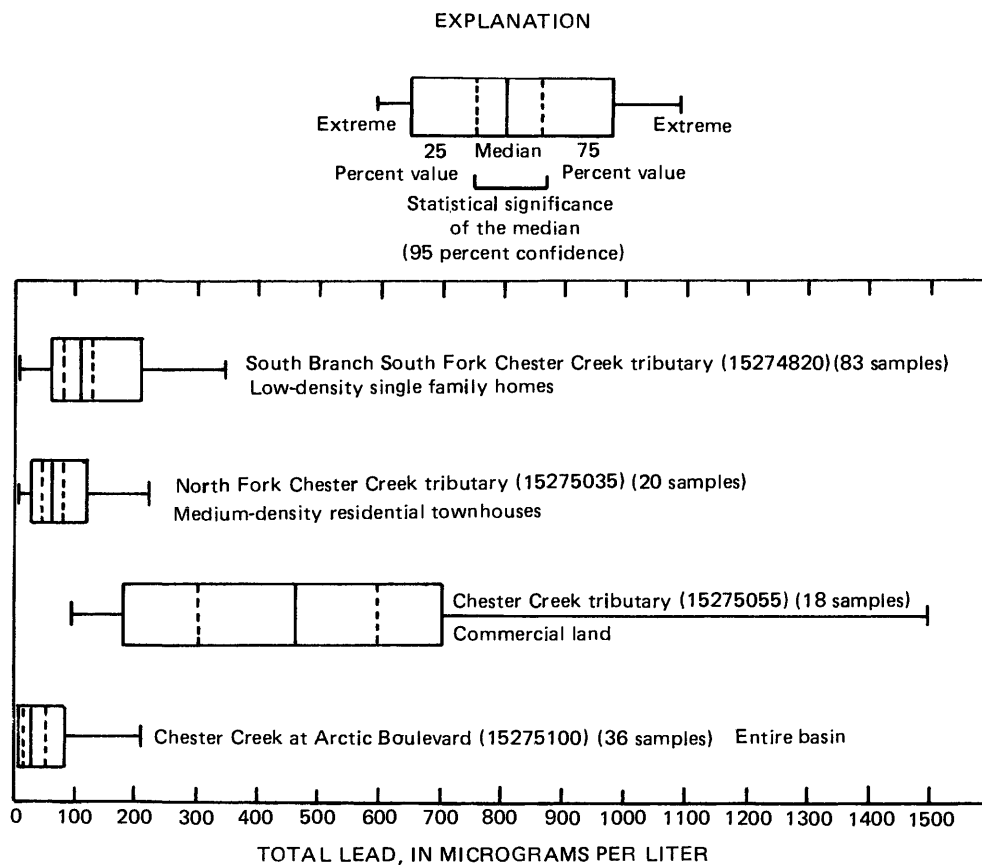 EXPLANATION
Extreme
Extreme
25 Median 75
Percent value Percent value
Statistical significance
of the median
(95 percent confidence)
South Branch South Fork Chester Creek tributary (15274820) (83 samples)
Low-density single family homes
North Fork Chester Creek tributary (15275035) (20 samples)
Medium-density residential townhouses
Chester Creek tributary (15275055) (18 samples)
Commercial land
Chester Creek at Arctic Boulevard (15275100) (36 samples) Entire basin
0 100 200 300 400 500 600 700 800 900 1000 1100 1200 1300 1400 1500
TOTAL LEAD, IN MICROGRAMS PER LITER